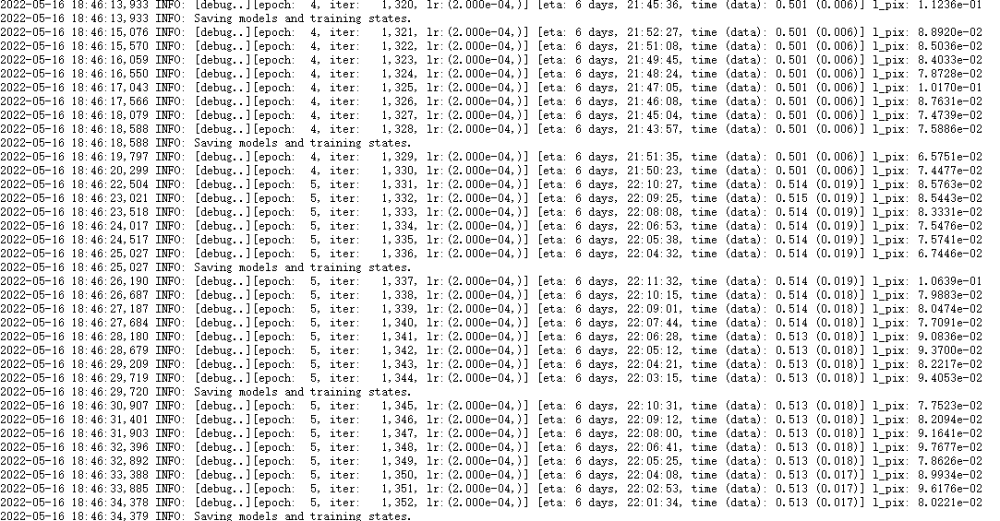 2022-05-16 18:46:13,933 INFO: [debug..][epoch:  4, iter:   1,320, lr:(2.000e-04,)] [eta: 6 days, 21:45:36, time (data): 0.501 (0.006)] l_pix: 1.1236e-01
2022-05-16 18:46:13,933 INFO: Saving models and training states.
2022-05-16 18:46:15,076 INFO: [debug..][epoch:  4, iter:   1,321, lr:(2.000e-04,)] [eta: 6 days, 21:52:27, time (data): 0.501 (0.006)] l_pix: 8.8920e-02
2022-05-16 18:46:15,570 INFO: [debug..][epoch:  4, iter:   1,322, lr:(2.000e-04,)] [eta: 6 days, 21:51:08, time (data): 0.501 (0.006)] l_pix: 8.5036e-02
2022-05-16 18:46:16,059 INFO: [debug..][epoch:  4, iter:   1,323, lr:(2.000e-04,)] [eta: 6 days, 21:49:45, time (data): 0.501 (0.006)] l_pix: 8.4033e-02
2022-05-16 18:46:16,550 INFO: [debug..][epoch:  4, iter:   1,324, lr:(2.000e-04,)] [eta: 6 days, 21:48:24, time (data): 0.501 (0.006)] l_pix: 7.8728e-02
2022-05-16 18:46:17,043 INFO: [debug..][epoch:  4, iter:   1,325, lr:(2.000e-04,)] [eta: 6 days, 21:47:05, time (data): 0.501 (0.006)] l_pix: 1.0170e-01
2022-05-16 18:46:17,566 INFO: [debug..][epoch:  4, iter:   1,326, lr:(2.000e-04,)] [eta: 6 days, 21:46:08, time (data): 0.501 (0.006)] l_pix: 8.7631e-02
2022-05-16 18:46:18,079 INFO: [debug..][epoch:  4, iter:   1,327, lr:(2.000e-04,)] [eta: 6 days, 21:45:04, time (data): 0.501 (0.006)] l_pix: 7.4739e-02
2022-05-16 18:46:18,588 INFO: [debug..][epoch:  4, iter:   1,328, lr:(2.000e-04,)] [eta: 6 days, 21:43:57, time (data): 0.501 (0.006)] l_pix: 7.5886e-02
2022-05-16 18:46:18,588 INFO: Saving models and training states.
2022-05-16 18:46:19,797 INFO: [debug..][epoch:  4, iter:   1,329, lr:(2.000e-04,)] [eta: 6 days, 21:51:35, time (data): 0.501 (0.006)] l_pix: 6.5751e-02
2022-05-16 18:46:20,299 INFO: [debug..][epoch:  4, iter:   1,330, lr:(2.000e-04,)] [eta: 6 days, 21:50:23, time (data): 0.501 (0.006)] l_pix: 7.4477e-02
2022-05-16 18:46:22,504 INFO: [debug..][epoch:  5, iter:   1,331, lr:(2.000e-04,)] [eta: 6 days, 22:10:27, time (data): 0.514 (0.019)] l_pix: 8.5763e-02
2022-05-16 18:46:23,021 INFO: [debug..][epoch:  5, iter:   1,332, lr:(2.000e-04,)] [eta: 6 days, 22:09:25, time (data): 0.515 (0.019)] l_pix: 8.5443e-02
2022-05-16 18:46:23,518 INFO: [debug..][epoch:  5, iter:   1,333, lr:(2.000e-04,)] [eta: 6 days, 22:08:08, time (data): 0.514 (0.019)] l_pix: 8.3331e-02
2022-05-16 18:46:24,017 INFO: [debug..][epoch:  5, iter:   1,334, lr:(2.000e-04,)] [eta: 6 days, 22:06:53, time (data): 0.514 (0.019)] l_pix: 7.5476e-02
2022-05-16 18:46:24,517 INFO: [debug..][epoch:  5, iter:   1,335, lr:(2.000e-04,)] [eta: 6 days, 22:05:38, time (data): 0.514 (0.019)] l_pix: 7.5741e-02
2022-05-16 18:46:25,027 INFO: [debug..][epoch:  5, iter:   1,336, lr:(2.000e-04,)] [eta: 6 days, 22:04:32, time (data): 0.514 (0.019)] l_pix: 6.7446e-02
2022-05-16 18:46:25,027 INFO: Saving models and training states.
2022-05-16 18:46:26,190 INFO: [debug..][epoch:  5, iter:   1,337, lr:(2.000e-04,)] [eta: 6 days, 22:11:32, time (data): 0.514 (0.019)] l_pix: 1.0639e-01
2022-05-16 18:46:26,687 INFO: [debug..][epoch:  5, iter:   1,338, lr:(2.000e-04,)] [eta: 6 days, 22:10:15, time (data): 0.514 (0.018)] l_pix: 7.9883e-02
2022-05-16 18:46:27,187 INFO: [debug..][epoch:  5, iter:   1,339, lr:(2.000e-04,)] [eta: 6 days, 22:09:01, time (data): 0.514 (0.018)] l_pix: 8.0474e-02
2022-05-16 18:46:27,684 INFO: [debug..][epoch:  5, iter:   1,340, lr:(2.000e-04,)] [eta: 6 days, 22:07:44, time (data): 0.514 (0.018)] l_pix: 7.7091e-02
2022-05-16 18:46:28,180 INFO: [debug..][epoch:  5, iter:   1,341, lr:(2.000e-04,)] [eta: 6 days, 22:06:28, time (data): 0.513 (0.018)] l_pix: 9.0836e-02
2022-05-16 18:46:28,679 INFO: [debug..][epoch:  5, iter:   1,342, lr:(2.000e-04,)] [eta: 6 days, 22:05:12, time (data): 0.513 (0.018)] l_pix: 9.3700e-02
2022-05-16 18:46:29,209 INFO: [debug..][epoch:  5, iter:   1,343, lr:(2.000e-04,)] [eta: 6 days, 22:04:21, time (data): 0.513 (0.018)] l_pix: 8.2217e-02
2022-05-16 18:46:29,719 INFO: [debug..][epoch:  5, iter:   1,344, lr:(2.000e-04,)] [eta: 6 days, 22:03:15, time (data): 0.513 (0.018)] l_pix: 9.4053e-02
2022-05-16 18:46:29,720 INFO: Saving models and training states.
2022-05-16 18:46:30,907 INFO: [debug..][epoch:  5, iter:   1,345, lr:(2.000e-04,)] [eta: 6 days, 22:10:31, time (data): 0.513 (0.018)] l_pix: 7.7523e-02
2022-05-16 18:46:31,401 INFO: [debug..][epoch:  5, iter:   1,346, lr:(2.000e-04,)] [eta: 6 days, 22:09:12, time (data): 0.513 (0.018)] l_pix: 8.2094e-02
2022-05-16 18:46:31,903 INFO: [debug..][epoch:  5, iter:   1,347, lr:(2.000e-04,)] [eta: 6 days, 22:08:00, time (data): 0.513 (0.018)] l_pix: 9.1641e-02
2022-05-16 18:46:32,396 INFO: [debug..][epoch:  5, iter:   1,348, lr:(2.000e-04,)] [eta: 6 days, 22:06:41, time (data): 0.513 (0.018)] l_pix: 9.7677e-02
2022-05-16 18:46:32,892 INFO: [debug..][epoch:  5, iter:   1,349, lr:(2.000e-04,)] [eta: 6 days, 22:05:25, time (data): 0.513 (0.018)] l_pix: 7.8626e-02
2022-05-16 18:46:33,388 INFO: [debug..][epoch:  5, iter:   1,350, lr:(2.000e-04,)] [eta: 6 days, 22:04:08, time (data): 0.513 (0.017)] l_pix: 8.9934e-02
2022-05-16 18:46:33,885 INFO: [debug..][epoch:  5, iter:   1,351, lr:(2.000e-04,)] [eta: 6 days, 22:02:53, time (data): 0.513 (0.017)] l_pix: 9.6176e-02
2022-05-16 18:46:34,378 INFO: [debug..][epoch:  5, iter:   1,352, lr:(2.000e-04,)] [eta: 6 days, 22:01:34, time (data): 0.513 (0.017)] l_pix: 8.0221e-02
2022-05-16 18:46:34,379 INFO: Saving models and training states.